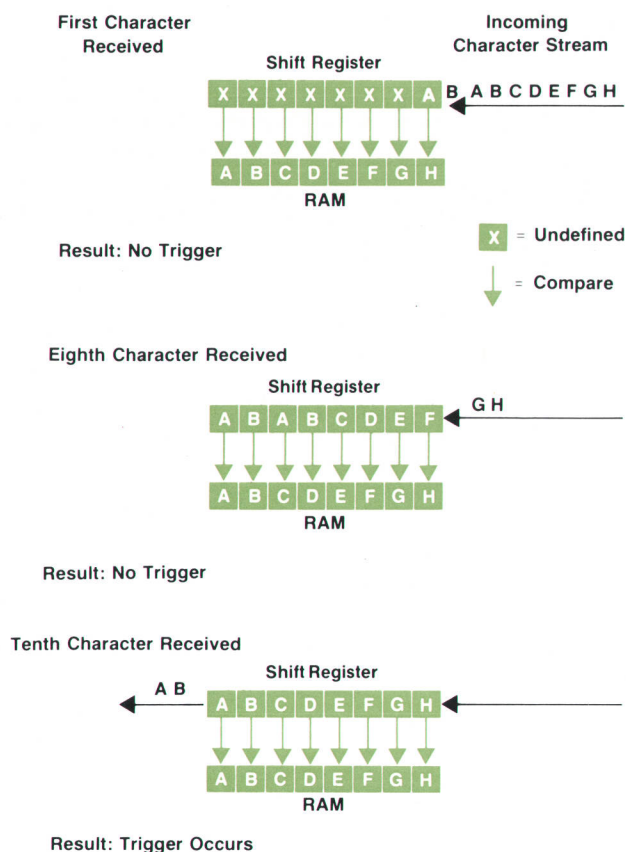 First Character
Received
Incoming
Character Stream
Shift Register
X X X X X X X A
B A B C D E F G H
A B C D E F G H
RAM
Result: No Trigger
X = Undefined
= Compare
Eighth Character Received
Shift Register
A B A B C D E F
G H
A B C D E F G H
RAM
Result: No Trigger
Tenth Character Received
Shift Register
A B
A B C D E F G H
A B C D E F G H
RAM
Result: Trigger Occurs